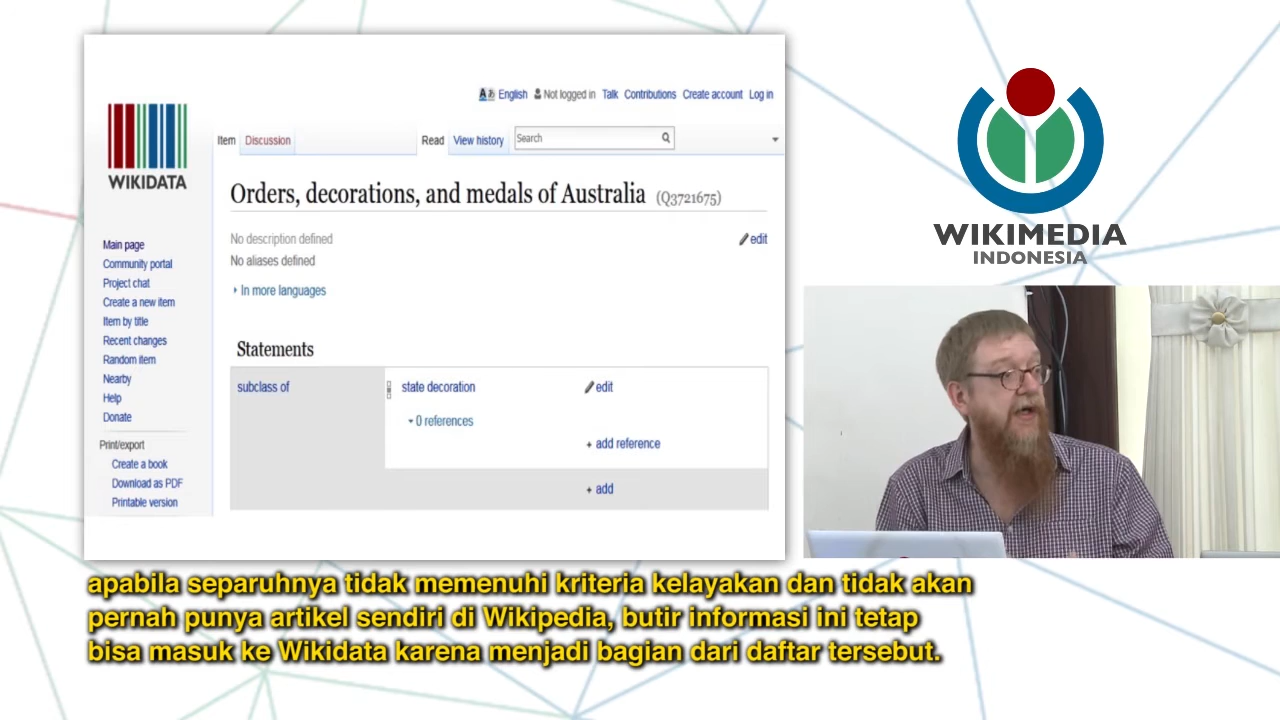 English Not logged in Talk Contributions Create account Log in
WIKIDATA
Item Discussion Read View history Search
Orders, decorations, and medals of Australia (Q3721675)
No description defined edit
No aliases defined
In more languages
Main page
Community portal
Project chat
Create a new item
Item by title
Recent changes
Random item
Nearby
Help
Donate
Print/export
Create a book
Download as PDF
Printable version
Statements
subclass of state decoration edit
0 references
+ add reference
+ add
WIKIMEDIA
INDONESIA
apabila separuhnya tidak memenuhi kriteria kelayakan dan tidak akan
pernah punya artikel sendiri di Wikipedia, butir informasi ini tetap
bisa masuk ke Wikidata karena menjadi bagian dari daftar tersebut.